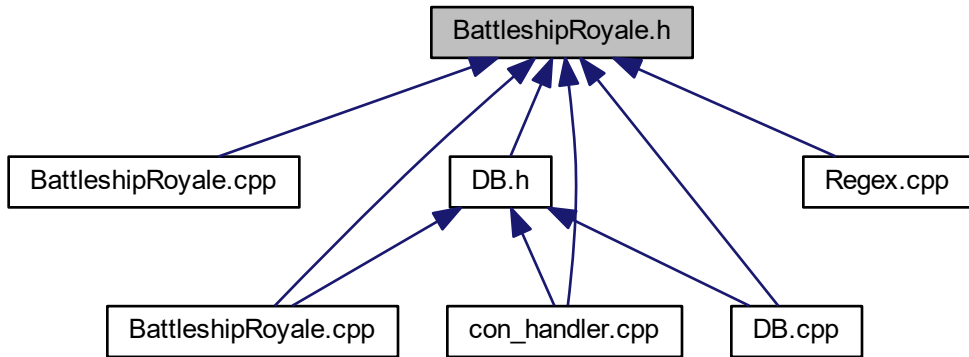 BattleshipRoyale.h
BattleshipRoyale.cpp
DB.h
Regex.cpp
BattleshipRoyale.cpp
con_handler.cpp
DB.cpp